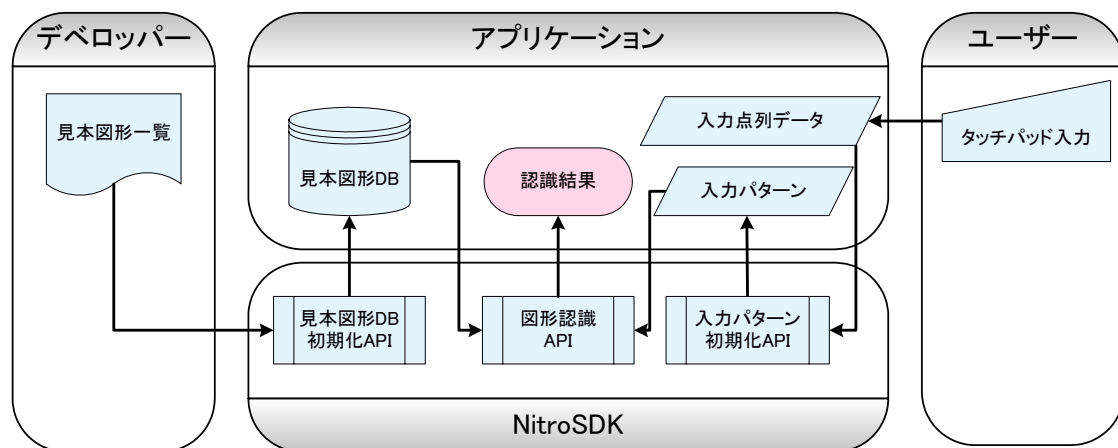 デベロッパー
アプリケーション
ユーザー
見本図形一覧
見本図形DB
認識結果
入力点列データ
入力パターン
タッチパッド入力
見本図形DB
初期化API
図形認識
API
入力パターン
初期化API
NitroSDK